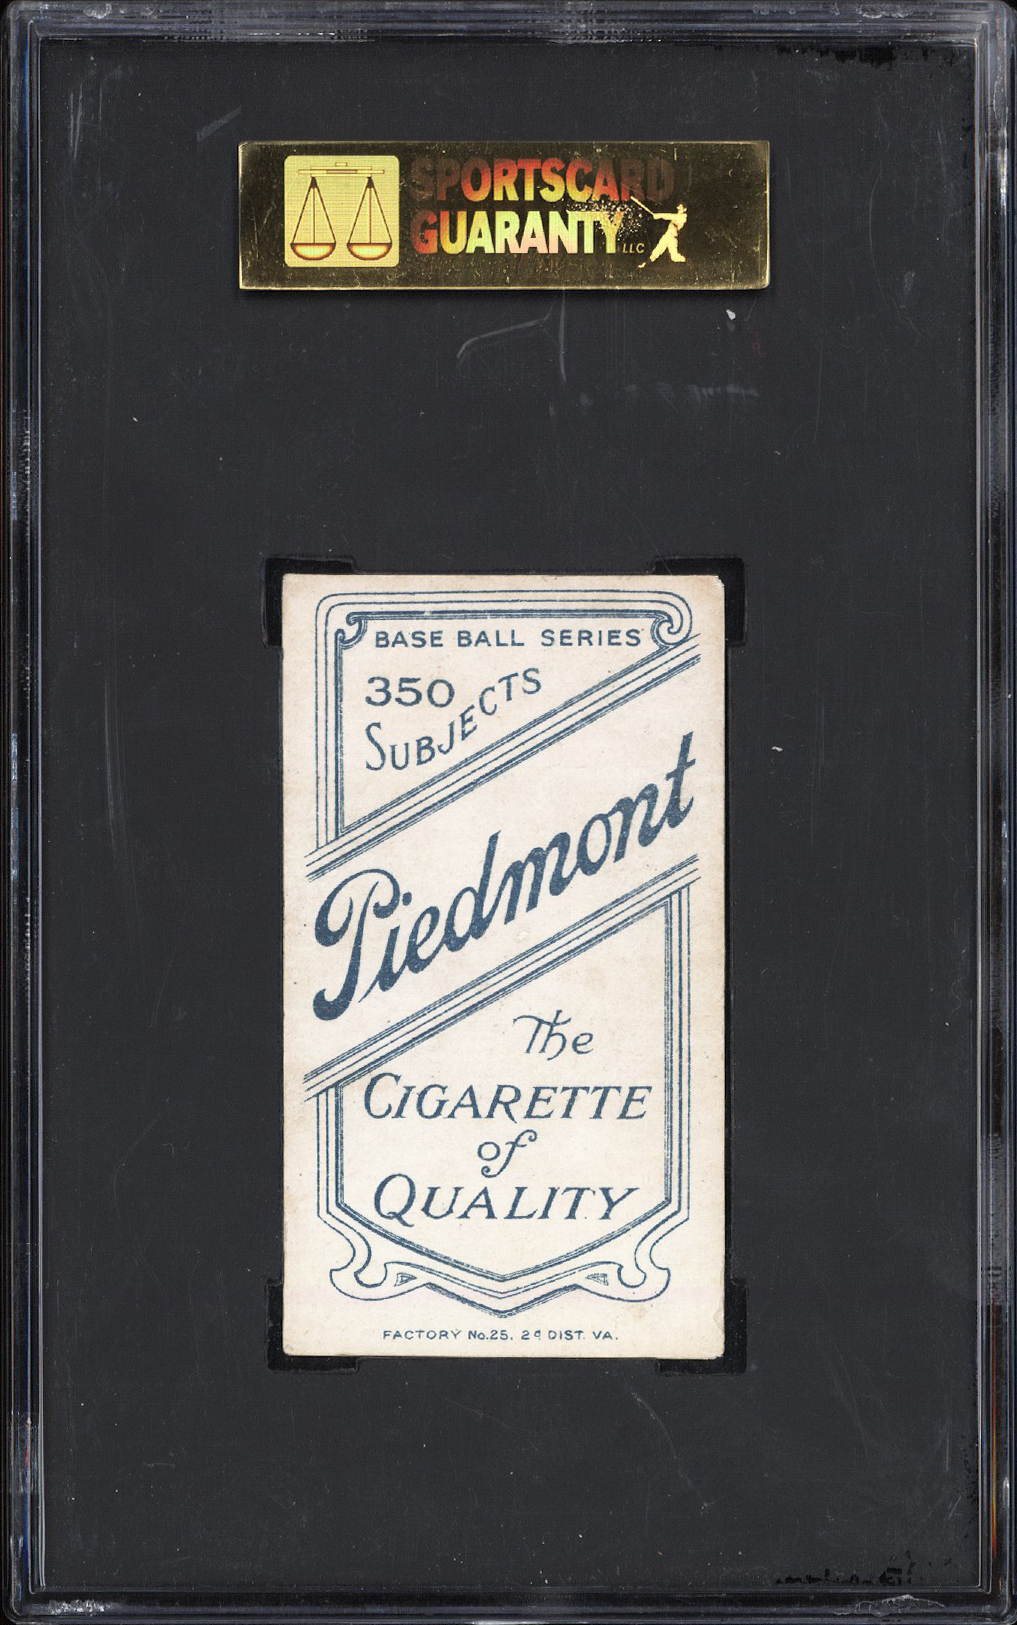 SPORTSCARD
GUARANTY LLC
BASE BALL SERIES
350
SUBJECTS
Piedmont
The
CIGARETTE
of
QUALITY
FACTORY No. 25. 2d DIST. VA.